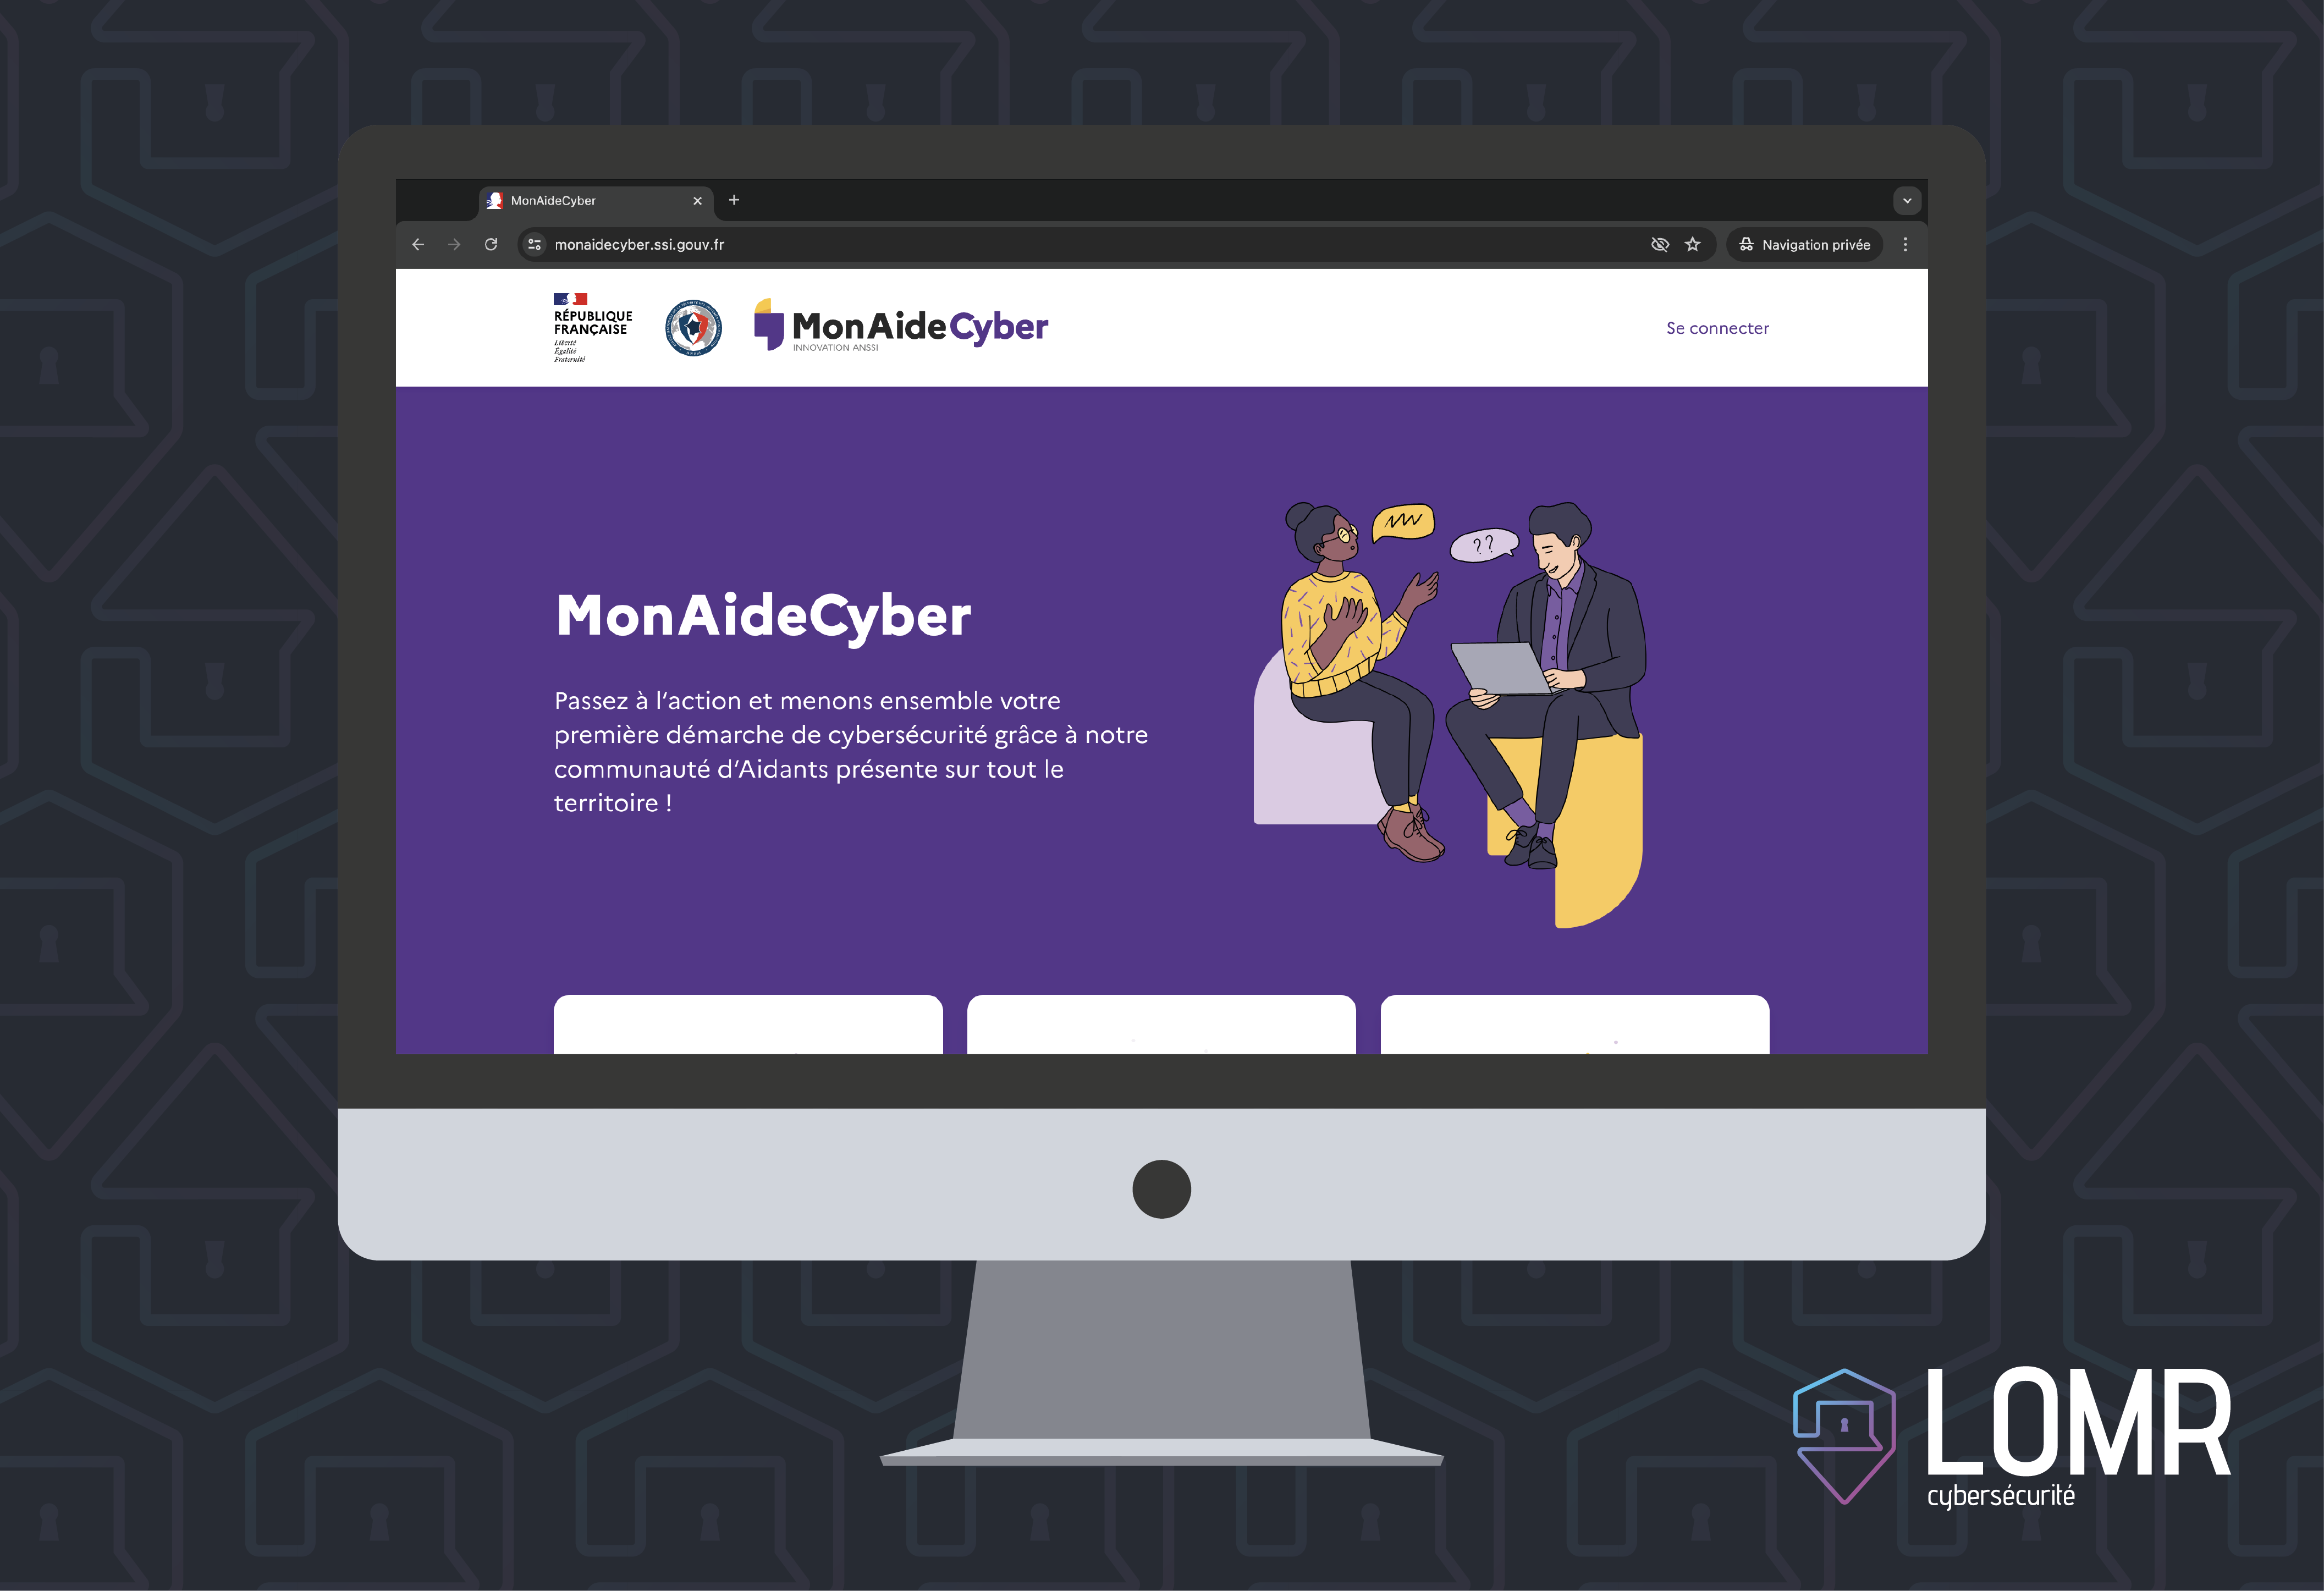 MonAideCyber
monaidecyber.ssi.gouv.fr
Navigation privée
RÉPUBLIQUE
FRANÇAISE
Liberté
Égalité
Fraternité
MonAideCyber
INNOVATION ANSSI
Se connecter
MonAideCyber
Passez à l'action et menons ensemble votre
première démarche de cybersécurité grâce à notre
communauté d'Aidants présente sur tout le
territoire !
??
LOMR
cybersécurité